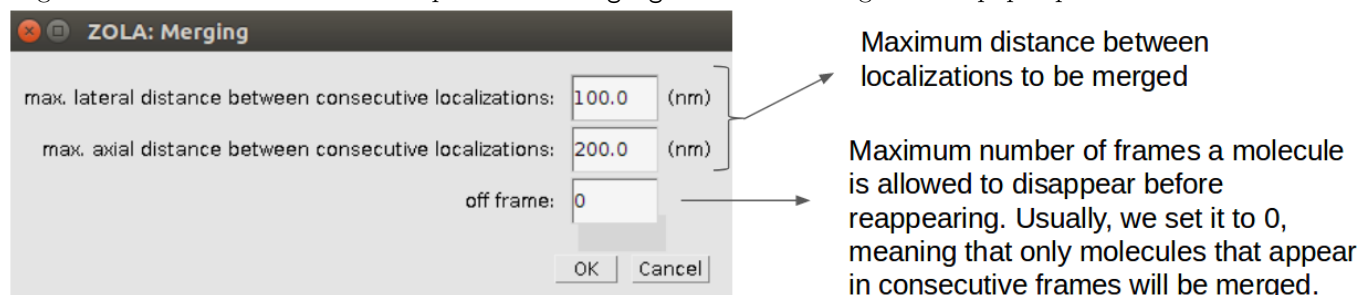 ZOLA: Merging
max. lateral distance between consecutive localizations: 100.0 (nm)
max. axial distance between consecutive localizations: 200.0 (nm)
off frame: 0
OK Cancel
Maximum distance between
localizations to be merged
Maximum number of frames a molecule
is allowed to disappear before
reappearing. Usually, we set it to 0,
meaning that only molecules that appear
in consecutive frames will be merged.